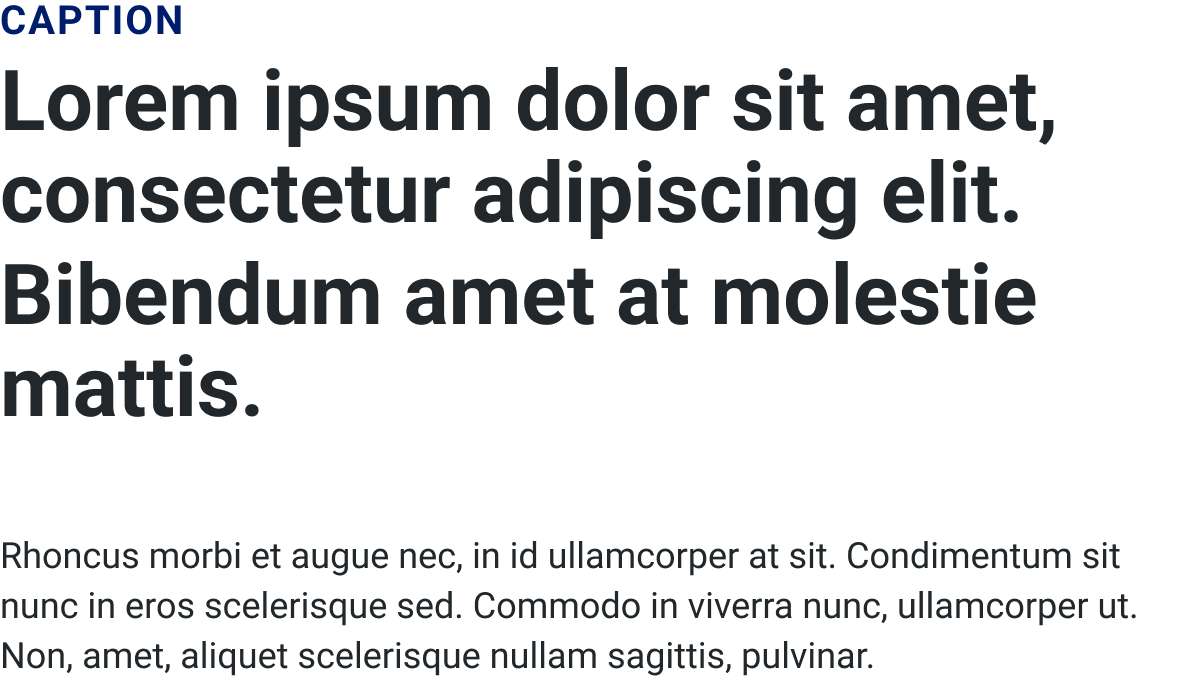 CAPTION
Lorem ipsum dolor sit amet,
consectetur adipiscing elit.
Bibendum amet at molestie
mattis.
Rhoncus morbi et augue nec, in id ullamcorper at sit. Condimentum sit
nunc in eros scelerisque sed. Commodo in viverra nunc, ullamcorper ut.
Non, amet, aliquet scelerisque nullam sagittis, pulvinar.